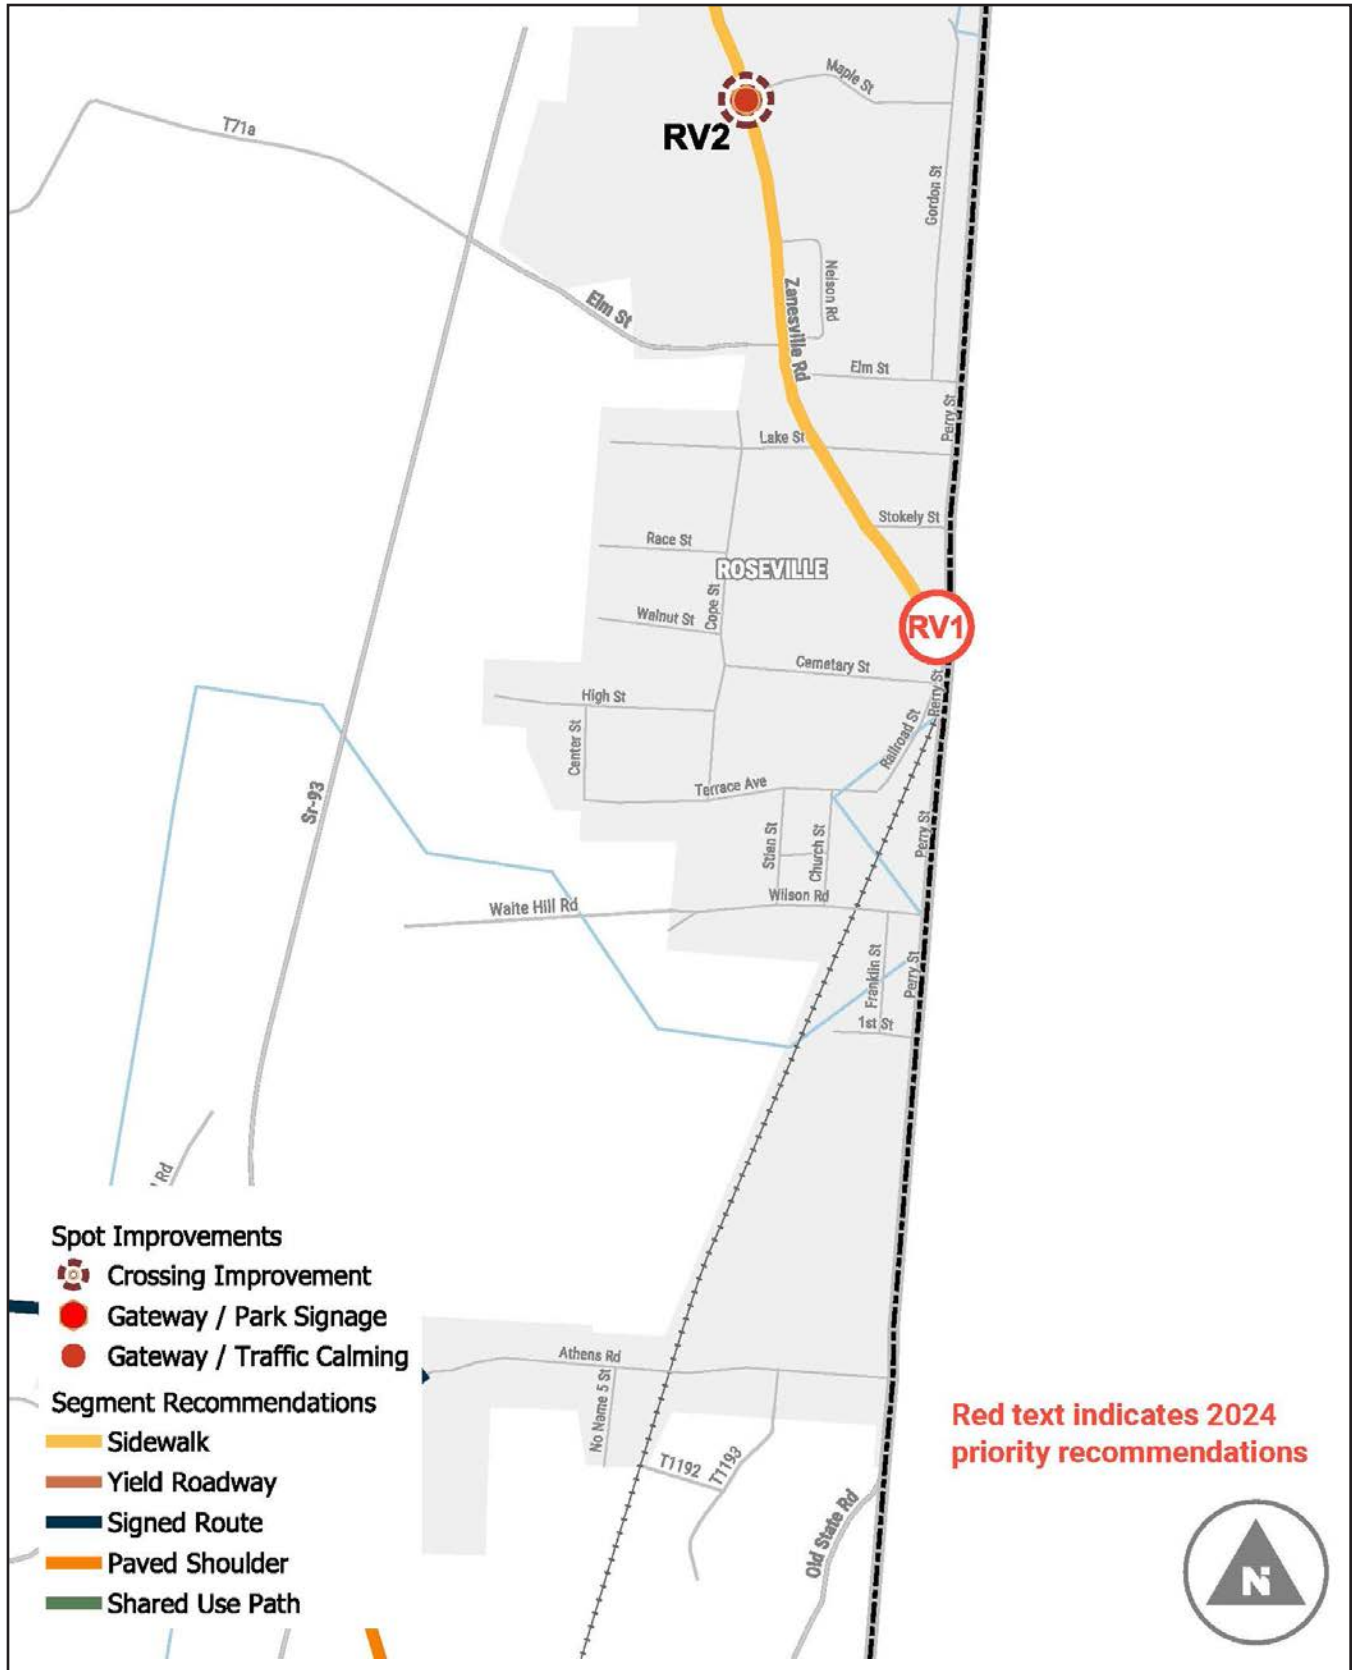 Maple St
T71a
RV2
Gordon St
Nelson Rd
Elm St
Zanesville Rd
Elm St
Perry St
Lake St
Stokely St
Race St
ROSEVILLE
Cope St
Walnut St
RV1
Cemetary St
Perry St
High St
Railroad St
Center St
Terrace Ave
Sr-93
Perry St
Stien St
Church St
Wilson Rd
Waite Hill Rd
Franklin St
Perry St
1st St
Rd
Spot Improvements
Crossing Improvement
Gateway / Park Signage
Gateway / Traffic Calming
Segment Recommendations
Sidewalk
Yield Roadway
Signed Route
Paved Shoulder
Shared Use Path
Athens Rd
No Name 5 St
T1192
T1193
Old State Rd
Red text indicates 2024
priority recommendations
N